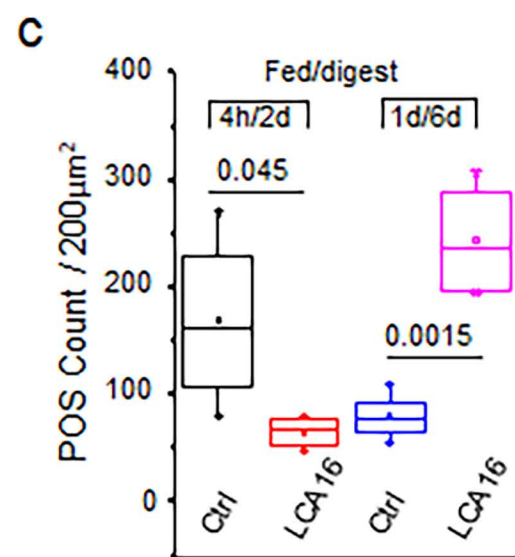 C
400
Fed/digest
4h/2d
1d/6d
300
0.045
200
0.0015
100
0
POS Count / 200µm²
Ctrl
LCA16
Ctrl
LCA16